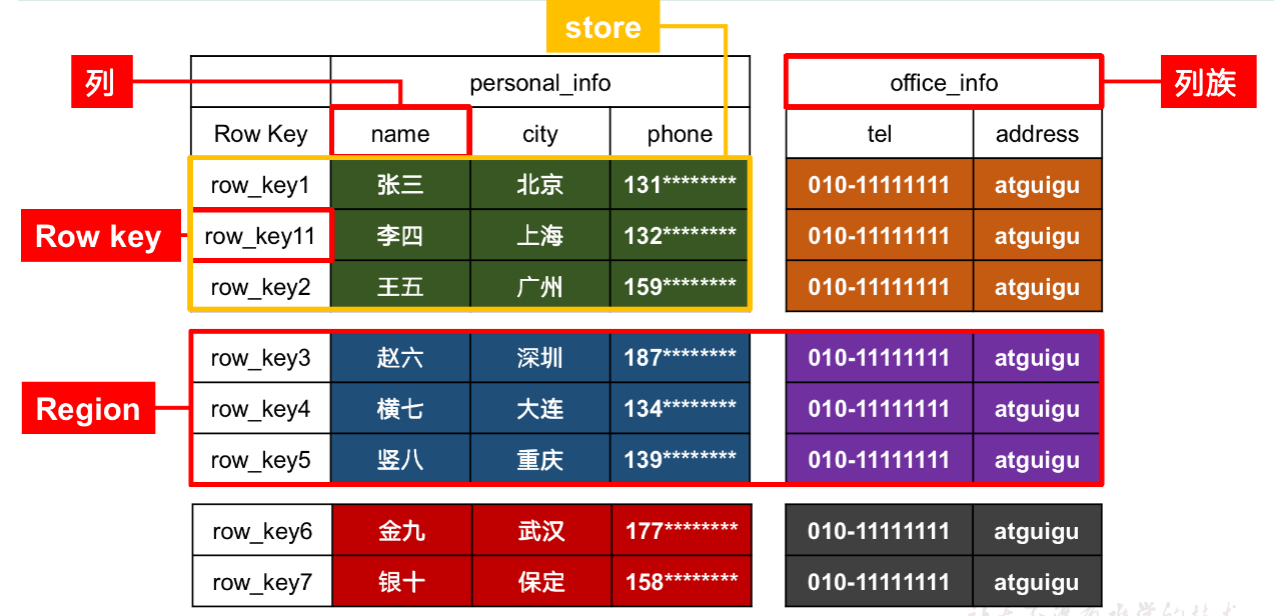 store
列
personal_info
office_info
列族
Row Key name city phone tel address
row_key1 张三 北京 131******** 010-11111111 atguigu
Row key
row_key11 李四 上海 132******** 010-11111111 atguigu
row_key2 王五 广州 159******** 010-11111111 atguigu
row_key3 赵六 深圳 187******** 010-11111111 atguigu
Region
row_key4 横七 大连 134******** 010-11111111 atguigu
row_key5 竖八 重庆 139******** 010-11111111 atguigu
row_key6 金九 武汉 177******** 010-11111111 atguigu
row_key7 银十 保定 158******** 010-11111111 atguigu